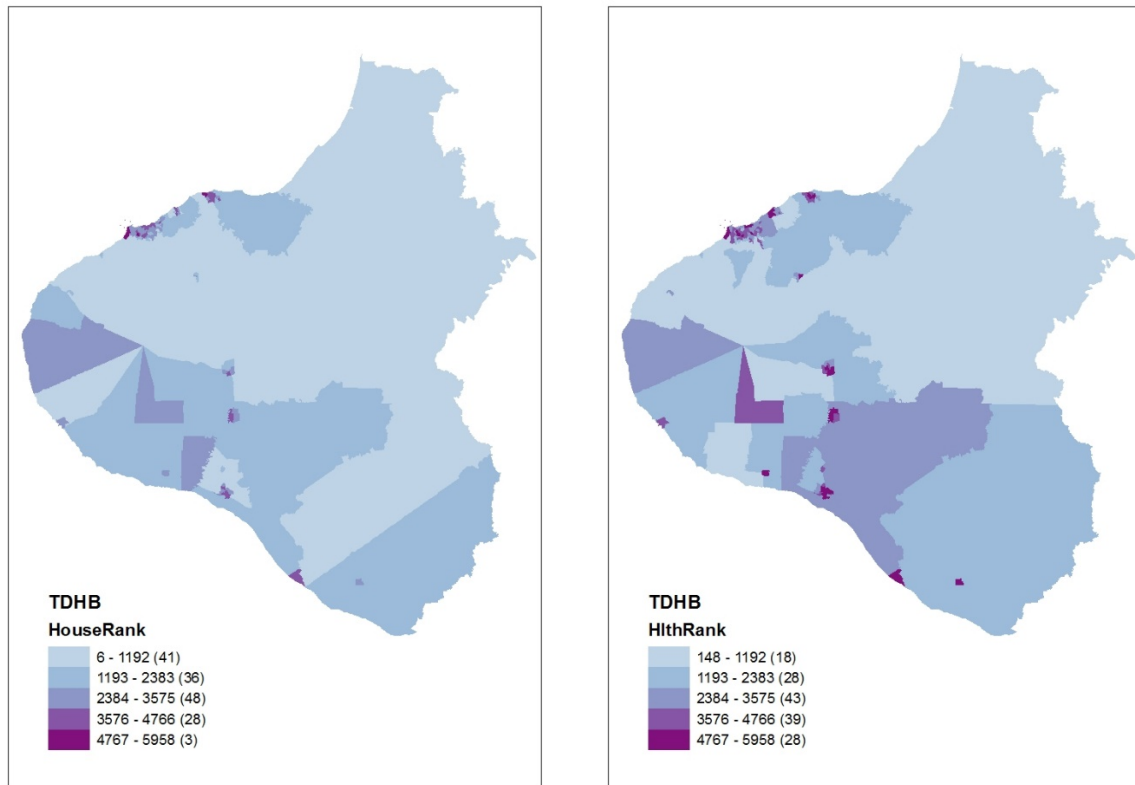 TDHB
HouseRank
6 - 1192 (41)
1193 - 2383 (36)
2384 - 3575 (48)
3576 - 4766 (28)
4767 - 5958 (3)
TDHB
HlthRank
148 - 1192 (18)
1193 - 2383 (28)
2384 - 3575 (43)
3576 - 4766 (39)
4767 - 5958 (28)